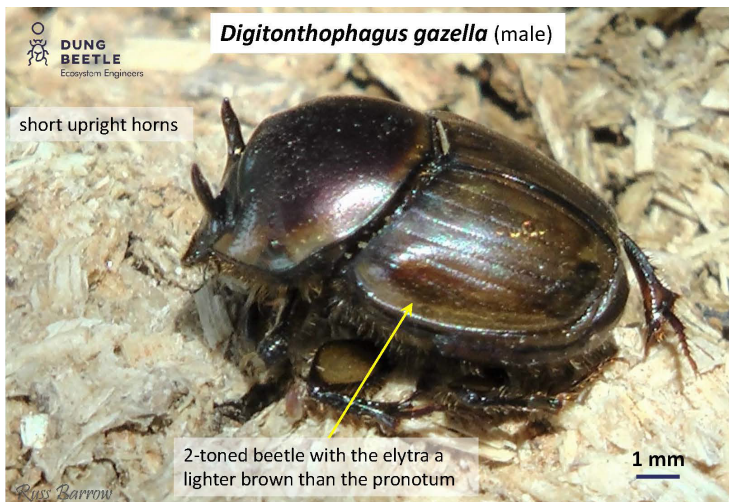 Digitonthophagus gazella (male)
DUNG
BEETLE
Ecosystem Engineers
short upright horns
2-toned beetle with the elytra a
lighter brown than the pronotum
1 mm
Russ Barrow